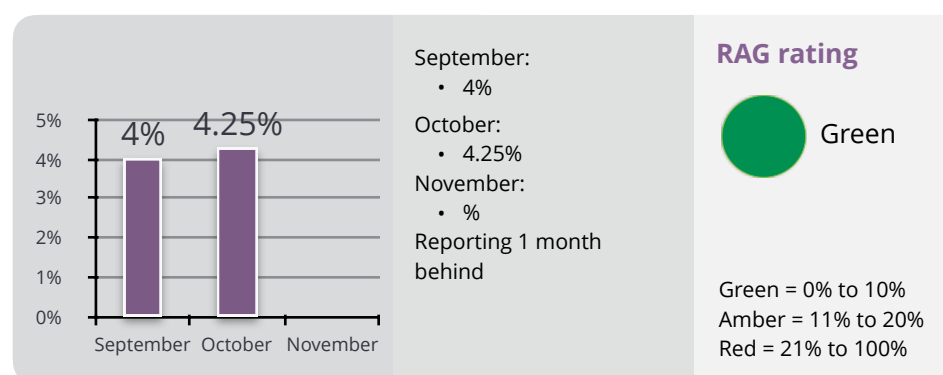 5%
4%
3%
2%
1%
0%
4%
4.25%
September October November
September:
• 4%
October:
• 4.25%
November:
• %
Reporting 1 month
behind
RAG rating
Green
Green = 0% to 10%
Amber = 11% to 20%
Red = 21% to 100%